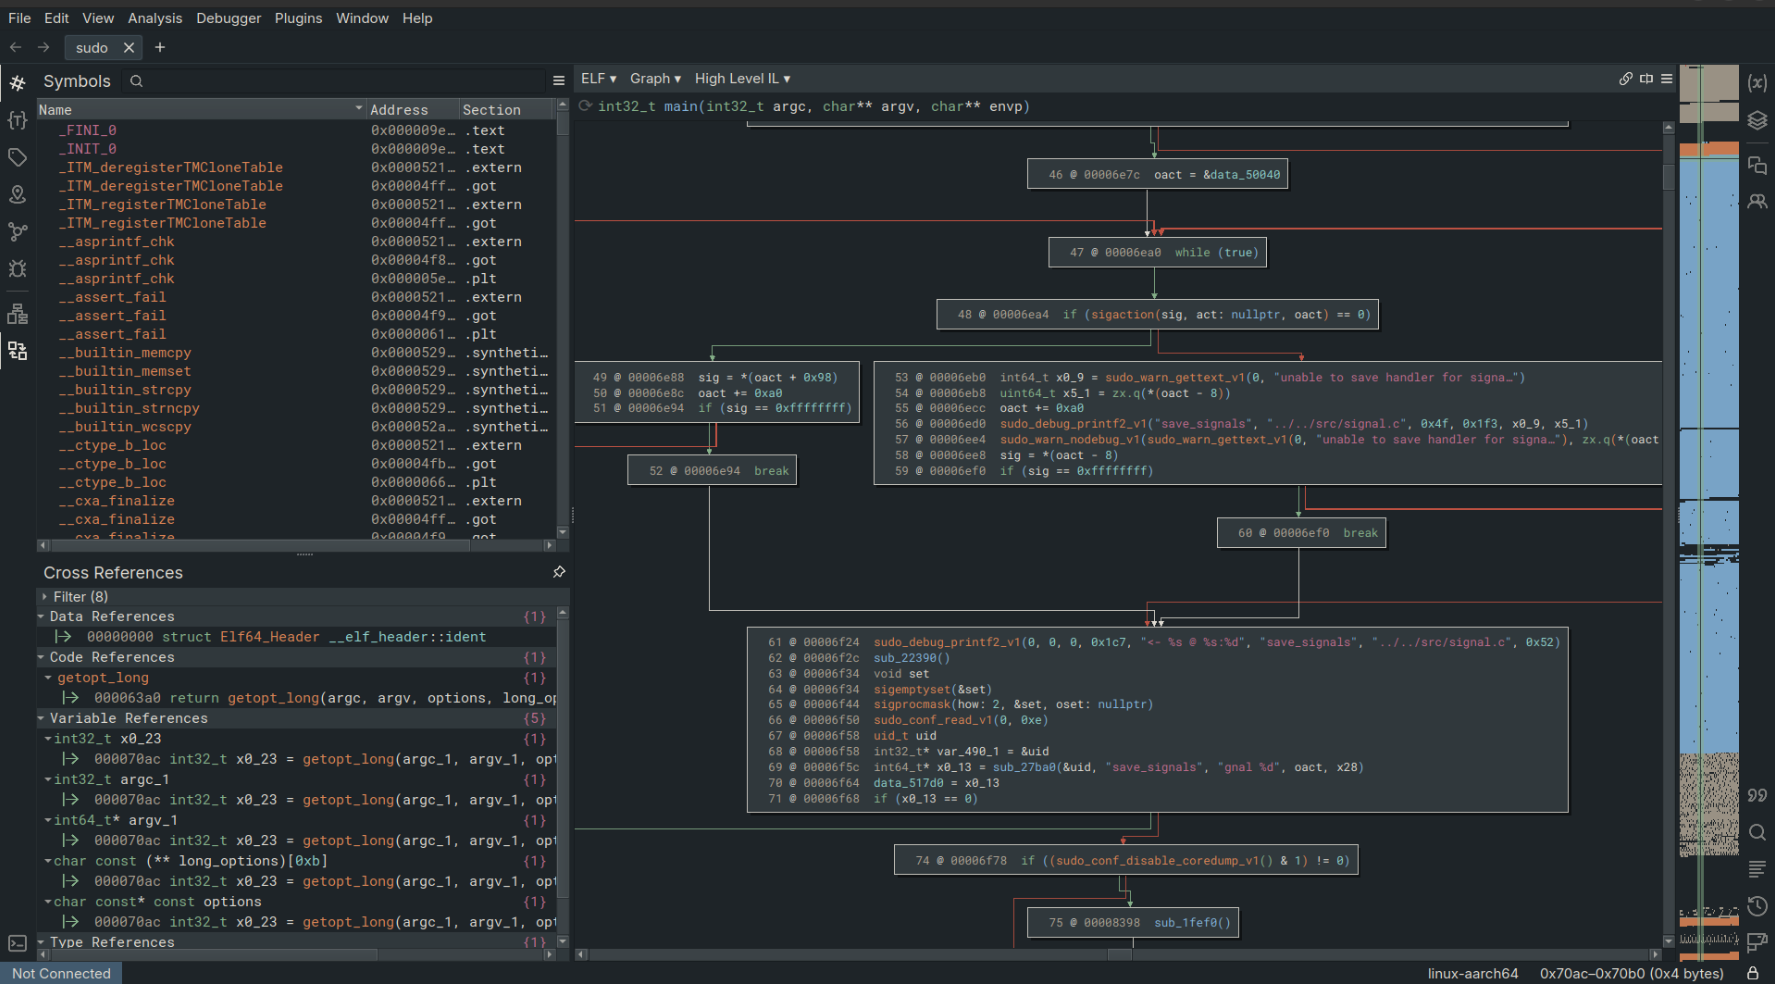 File Edit View Analysis Debugger Plugins Window Help
sudo
Symbols
Name Address Section
_FINI_0 0x000009e… .text
_INIT_0 0x000009e… .text
_ITM_deregisterTMCloneTable 0x0000521… .extern
_ITM_deregisterTMCloneTable 0x00004ff… .got
_ITM_registerTMCloneTable 0x0000521… .extern
_ITM_registerTMCloneTable 0x00004ff… .got
__asprintf_chk 0x0000521… .extern
__asprintf_chk 0x00004f8… .got
__asprintf_chk 0x000005e… .plt
__assert_fail 0x0000521… .extern
__assert_fail 0x00004f9… .got
__assert_fail 0x0000061… .plt
__builtin_memcpy 0x0000529… .syntheti…
__builtin_memset 0x0000529… .syntheti…
__builtin_strcpy 0x0000529… .syntheti…
__builtin_strncpy 0x0000529… .syntheti…
__builtin_wcscpy 0x000052a… .syntheti…
__ctype_b_loc 0x0000521… .extern
__ctype_b_loc 0x00004fb… .got
__ctype_b_loc 0x0000066… .plt
__cxa_finalize 0x0000521… .extern
__cxa_finalize 0x00004ff… .got
__cxa_finalize 0x00004f9… .got
Cross References
Filter (8)
Data References {1}
00000000 struct Elf64_Header __elf_header::ident
Code References {1}
getopt_long {1}
000063a0 return getopt_long(argc, argv, options, long_op
Variable References {5}
int32_t x0_23 {1}
000070ac int32_t x0_23 = getopt_long(argc_1, argv_1, opt
int32_t argc_1 {1}
000070ac int32_t x0_23 = getopt_long(argc_1, argv_1, opt
int64_t* argv_1 {1}
000070ac int32_t x0_23 = getopt_long(argc_1, argv_1, opt
char const (** long_options)[0xb] {1}
000070ac int32_t x0_23 = getopt_long(argc_1, argv_1, opt
char const* const options {1}
000070ac int32_t x0_23 = getopt_long(argc_1, argv_1, opt
Type References {1}
ELF ▾ Graph ▾ High Level IL ▾
int32_t main(int32_t argc, char** argv, char** envp)
46 @ 00006e7c oact = &data_50040
47 @ 00006ea0 while (true)
48 @ 00006ea4 if (sigaction(sig, act: nullptr, oact) == 0)
49 @ 00006e88 sig = *(oact + 0x98)
50 @ 00006e8c oact += 0xa0
51 @ 00006e94 if (sig == 0xffffffff)
52 @ 00006e94 break
53 @ 00006eb0 int64_t x0_9 = sudo_warn_gettext_v1(0, "unable to save handler for signa…")
54 @ 00006eb8 uint64_t x5_1 = zx.q(*(oact - 8))
55 @ 00006ecc oact += 0xa0
56 @ 00006ed0 sudo_debug_printf2_v1("save_signals", "../../src/signal.c", 0x4f, 0x1f3, x0_9, x5_1)
57 @ 00006ee4 sudo_warn_nodebug_v1(sudo_warn_gettext_v1(0, "unable to save handler for signa…"), zx.q(*(oact
58 @ 00006ee8 sig = *(oact - 8)
59 @ 00006ef0 if (sig == 0xffffffff)
60 @ 00006ef0 break
61 @ 00006f24 sudo_debug_printf2_v1(0, 0, 0, 0x1c7, "<- %s @ %s:%d", "save_signals", "../../src/signal.c", 0x52)
62 @ 00006f2c sub_22390()
63 @ 00006f34 void set
64 @ 00006f34 sigemptyset(&set)
65 @ 00006f44 sigprocmask(how: 2, &set, oset: nullptr)
66 @ 00006f50 sudo_conf_read_v1(0, 0xe)
67 @ 00006f58 uid_t uid
68 @ 00006f58 int32_t* var_490_1 = &uid
69 @ 00006f5c int64_t* x0_13 = sub_27ba0(&uid, "save_signals", "gnal %d", oact, x28)
70 @ 00006f64 data_517d0 = x0_13
71 @ 00006f68 if (x0_13 == 0)
74 @ 00006f78 if ((sudo_conf_disable_coredump_v1() & 1) != 0)
75 @ 00008398 sub_1fef0()
Not Connected
linux-aarch64 0x70ac–0x70b0 (0x4 bytes)